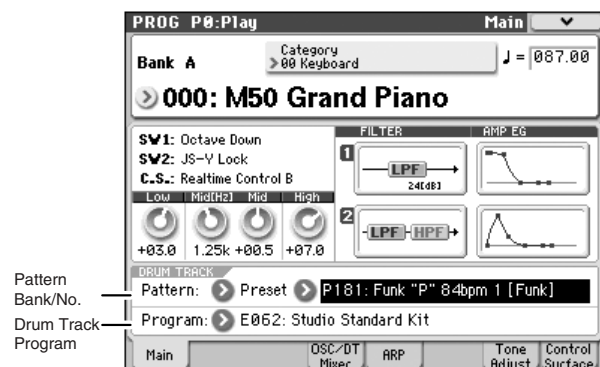 PROG P0:Play Main
Bank A
Category
00 Keyboard
♩ = 087.00
000: M50 Grand Piano
SW1: Octave Down
SW2: JS-Y Lock
C.S.: Realtime Control B
Low Mid[Hz] Mid High
+03.0 1.25k +00.5 +07.0
FILTER AMP EG
1 LPF
24[dB]
2 LPF HPF
DRUM TRACK
Pattern Bank/No.
Pattern: Preset P181: Funk "P" 84bpm 1 [Funk]
Drum Track Program
Program: E062: Studio Standard Kit
Main
OSC/DT Mixer
ARP
Tone Adjust
Control Surface